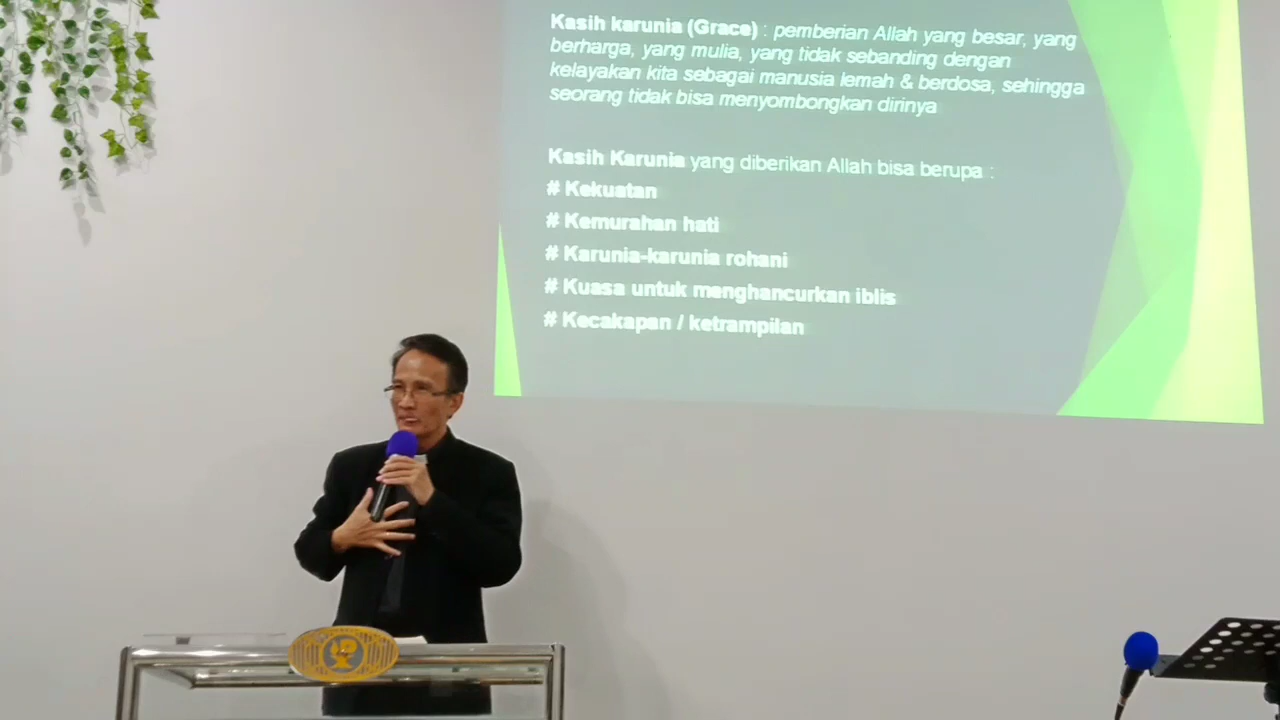 Kasih karunia (Grace) : pemberian Allah yang besar, yang
berharga, yang mulia, yang tidak sebanding dengan
kelayakan kita sebagai manusia lemah & berdosa, sehingga
seorang tidak bisa menyombongkan dirinya
Kasih Karunia yang diberikan Allah bisa berupa :
# Kekuatan
# Kemurahan hati
# Karunia-karunia rohani
# Kuasa untuk menghancurkan iblis
# Kecakapan / ketrampilan